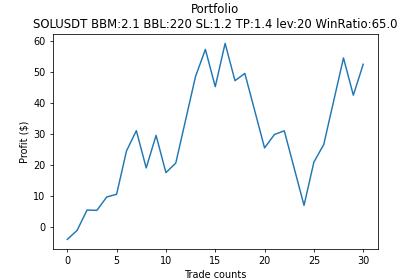 Portfolio
SOLUSDT BBM:2.1 BBL:220 SL:1.2 TP:1.4 lev:20 WinRatio:65.0
60
50
40
30
20
10
0
Profit ($)
0 5 10 15 20 25 30
Trade counts